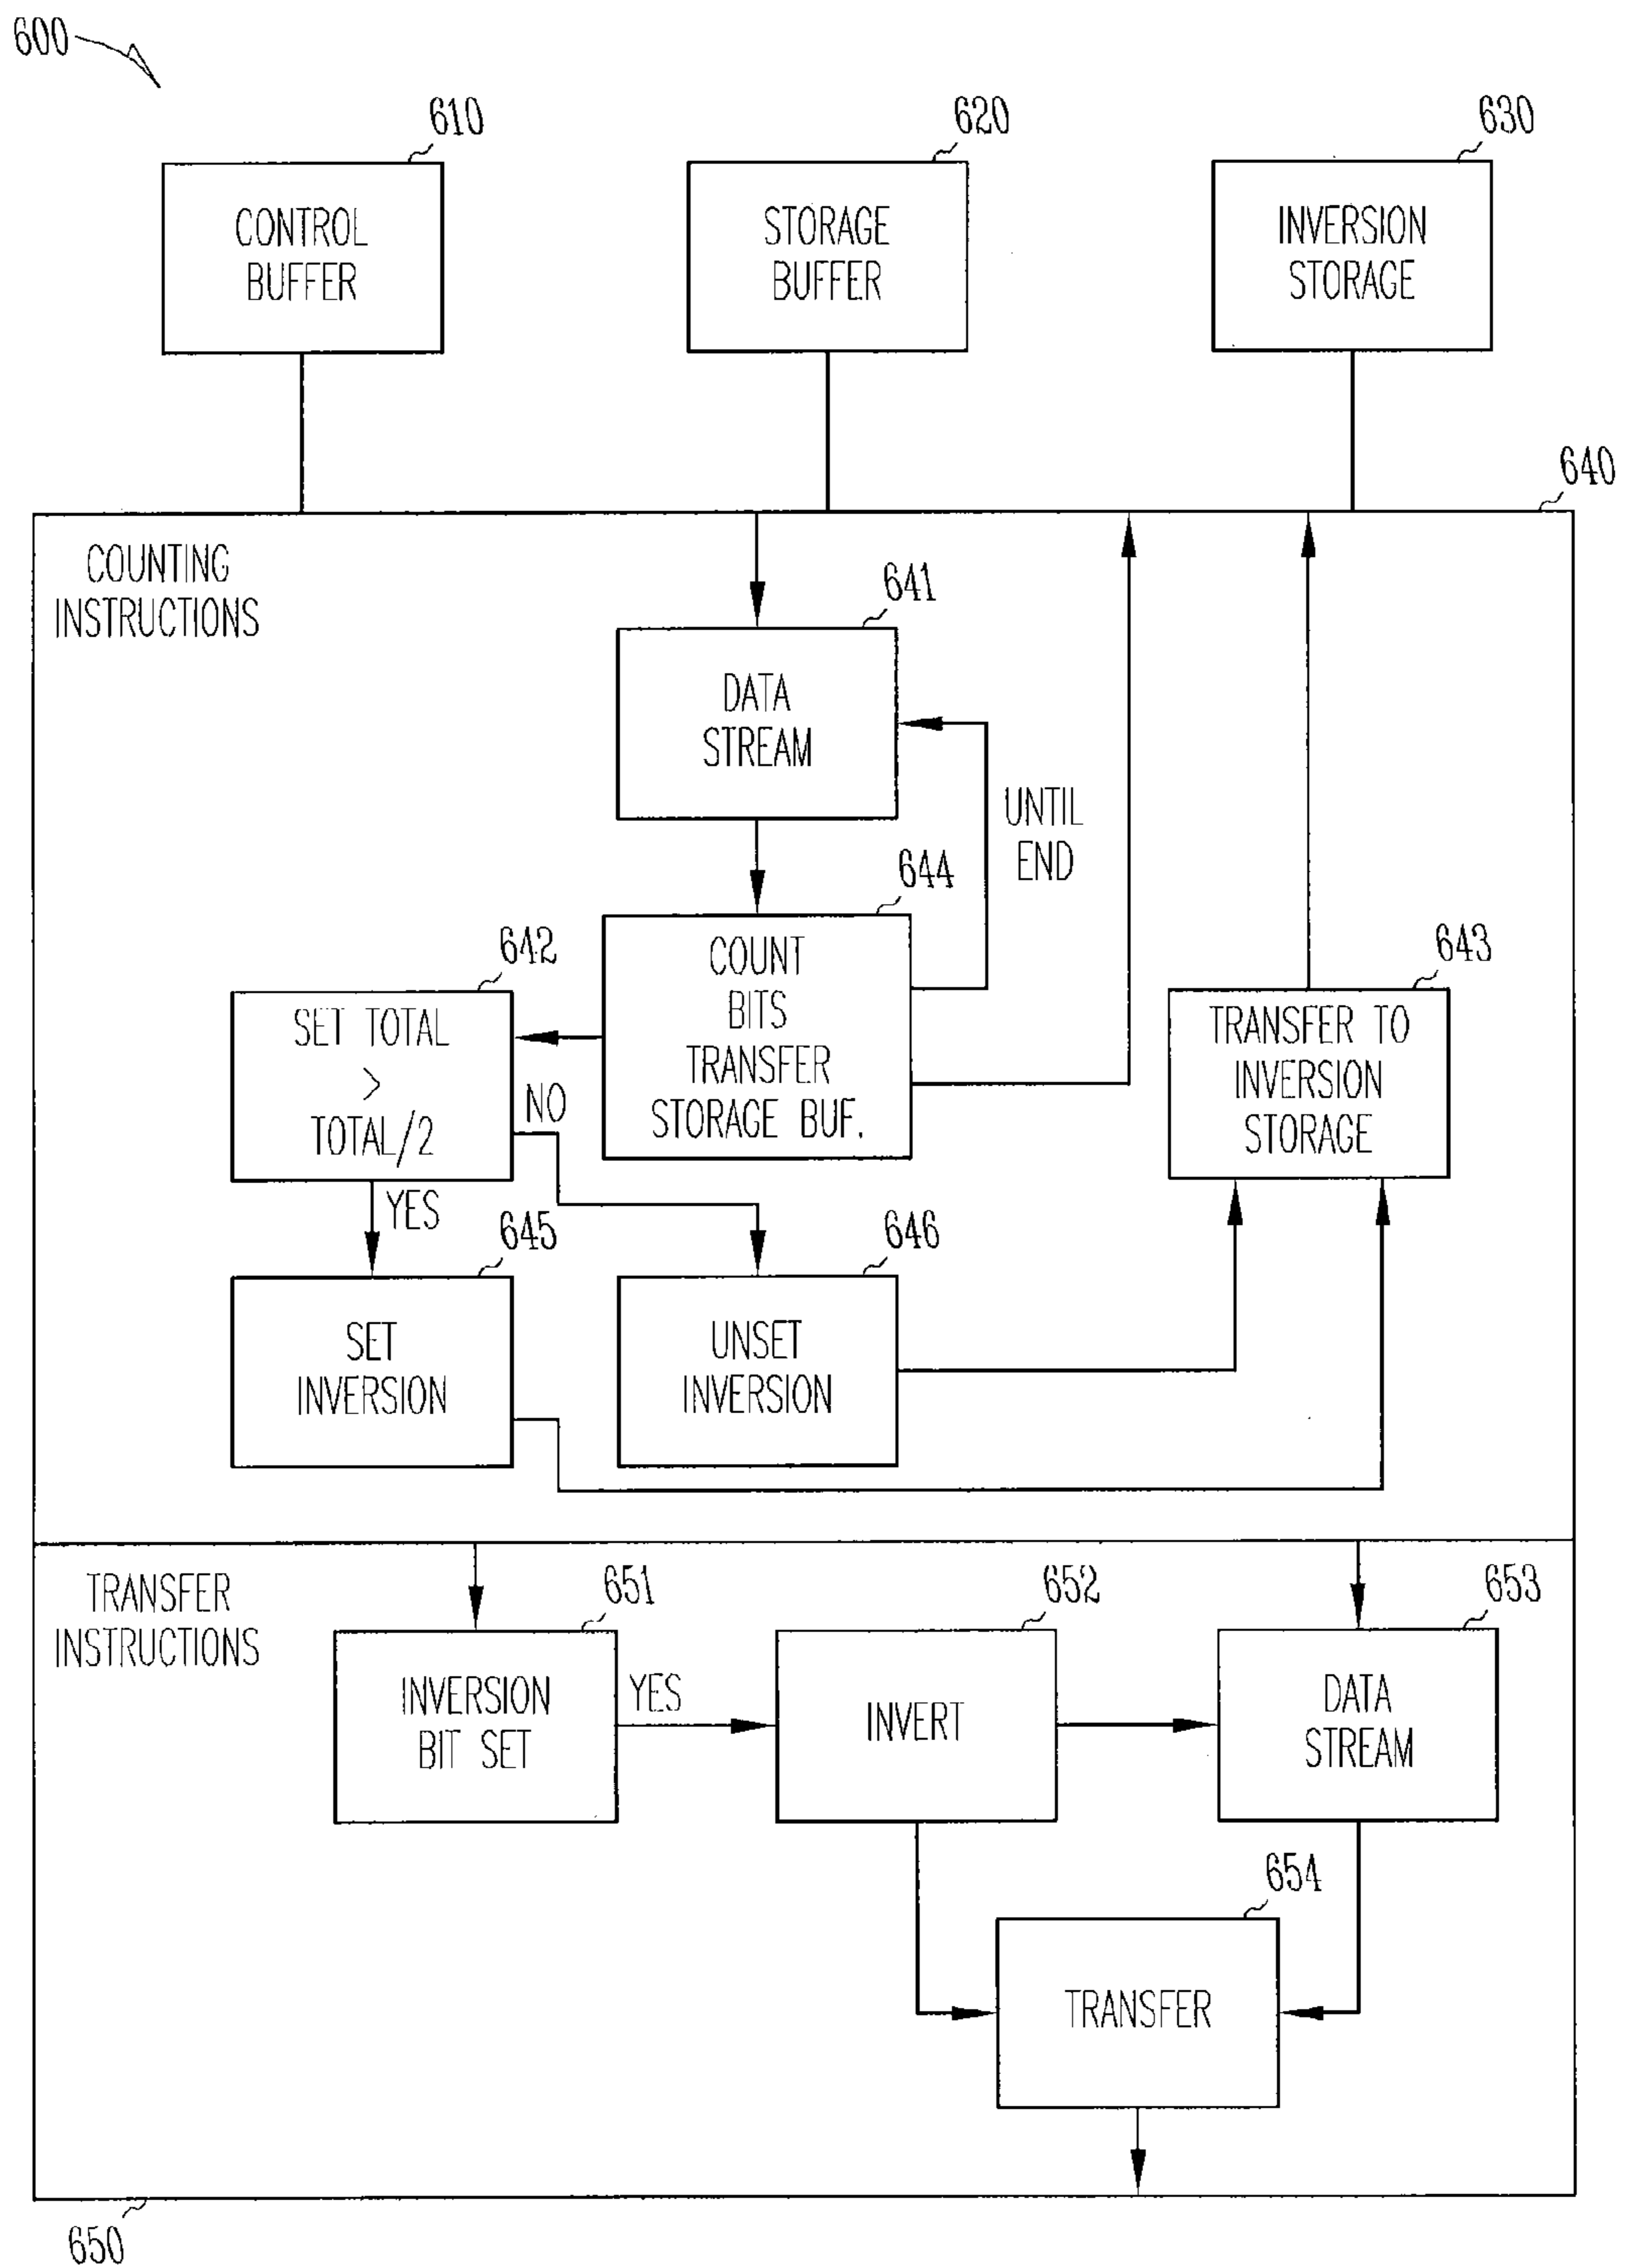 600
610
620
630
CONTROL
BUFFER
STORAGE
BUFFER
INVERSION
STORAGE
640
COUNTING
INSTRUCTIONS
641
DATA
STREAM
UNTIL
END
644
COUNT
BITS
TRANSFER
STORAGE BUF.
642
SET TOTAL
>
TOTAL/2
NO
YES
643
TRANSFER TO
INVERSION
STORAGE
645
SET
INVERSION
646
UNSET
INVERSION
TRANSFER
INSTRUCTIONS
651
INVERSION
BIT SET
YES
652
INVERT
653
DATA
STREAM
654
TRANSFER
650